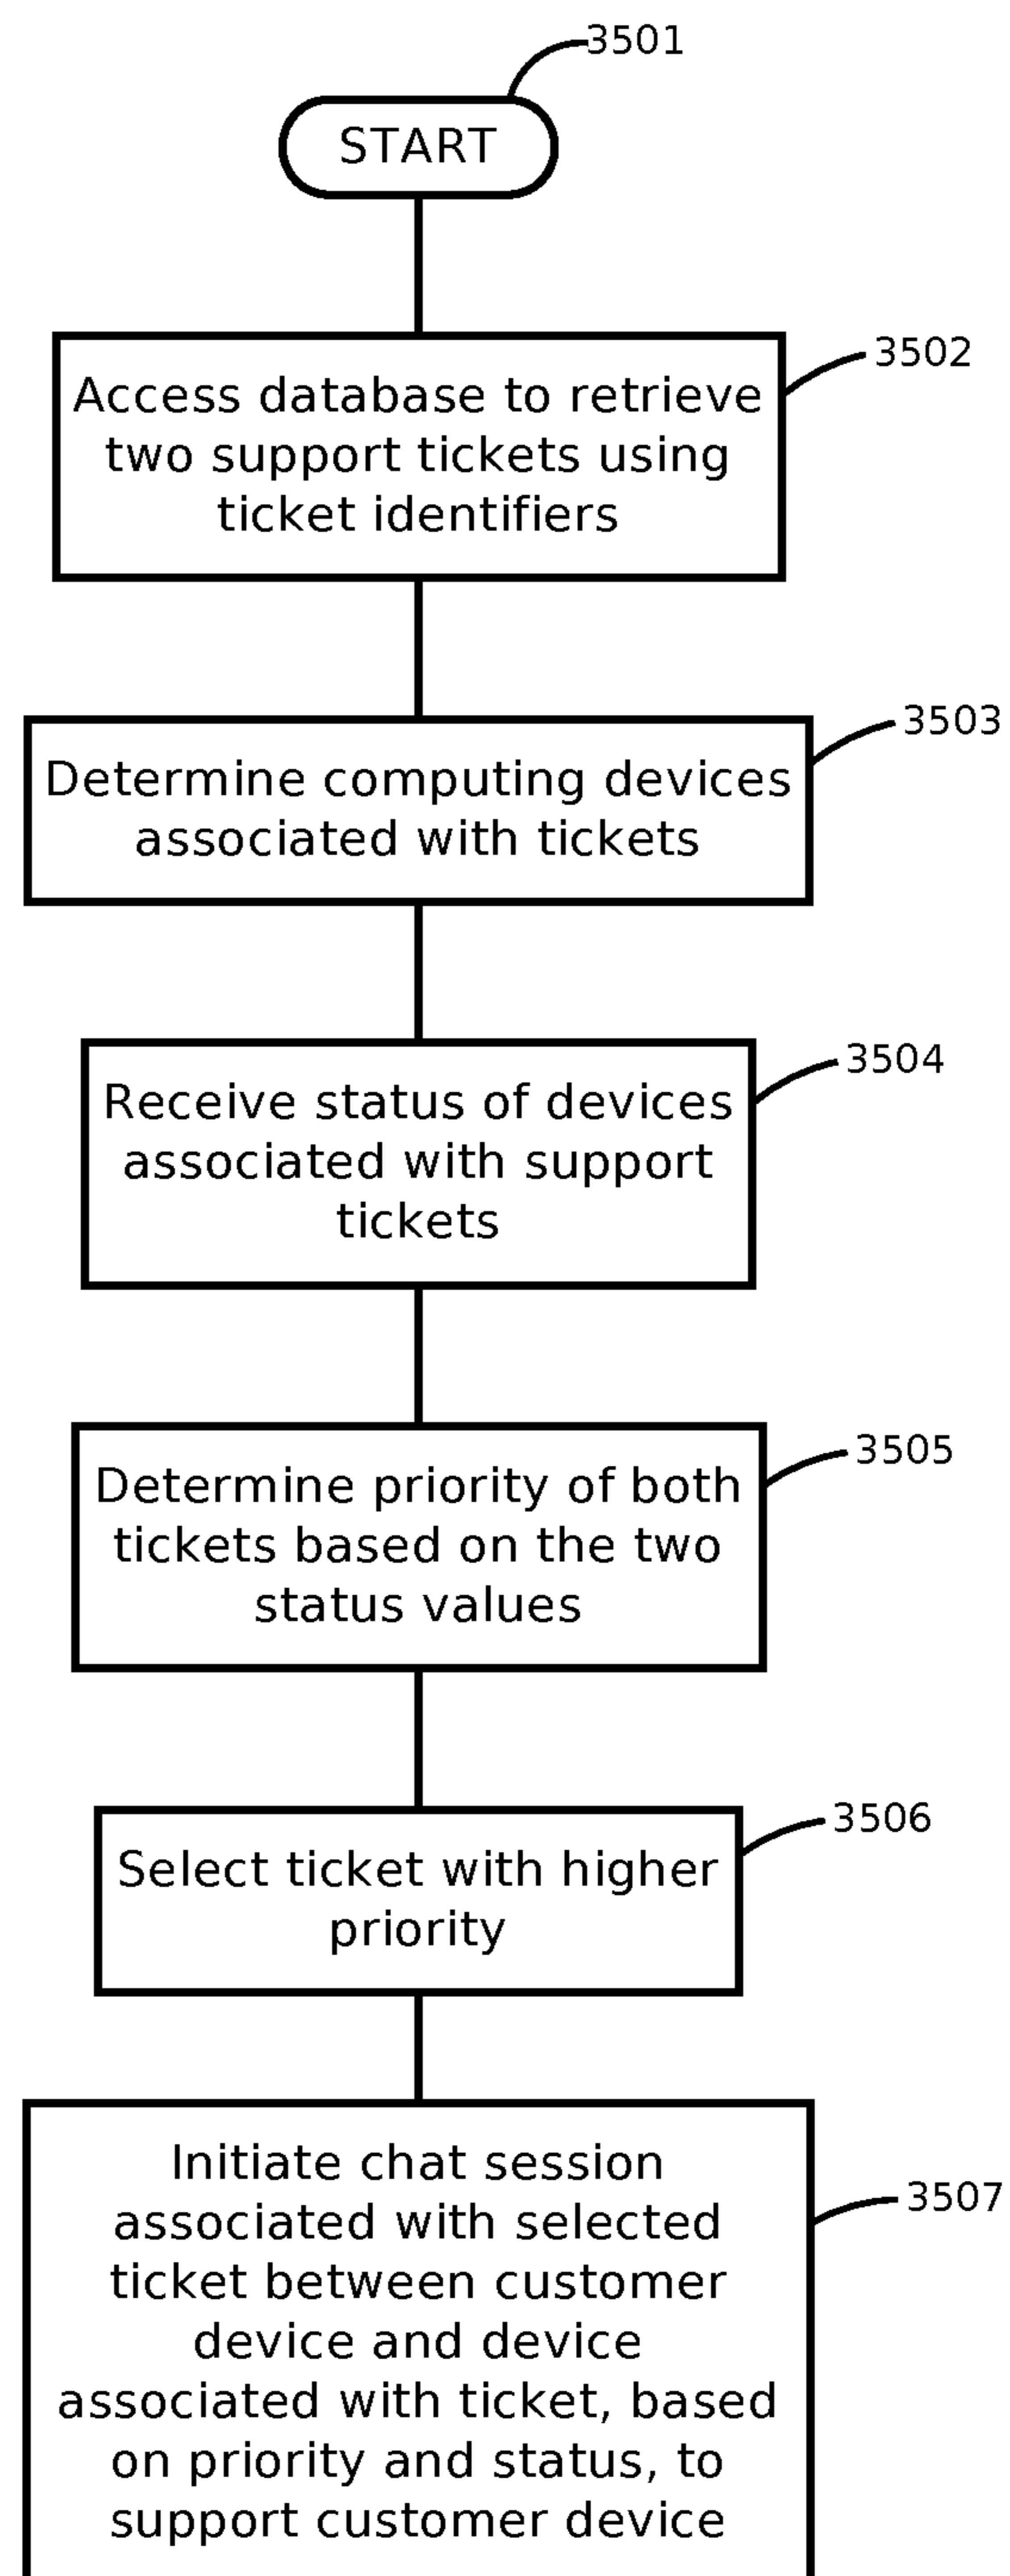 3501
START
3502
Access database to retrieve
two support tickets using
ticket identifiers
3503
Determine computing devices
associated with tickets
3504
Receive status of devices
associated with support
tickets
3505
Determine priority of both
tickets based on the two
status values
3506
Select ticket with higher
priority
3507
Initiate chat session
associated with selected
ticket between customer
device and device
associated with ticket, based
on priority and status, to
support customer device